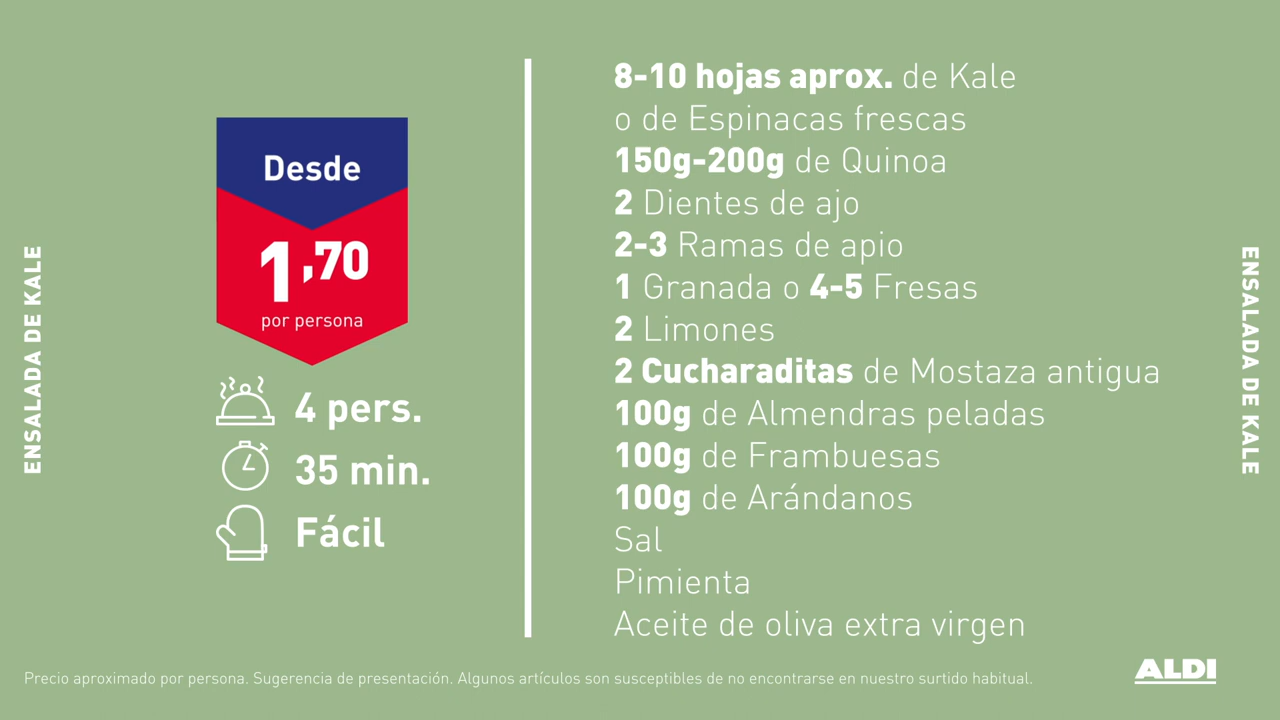 ENSALADA DE KALE
Desde
1,70
por persona
4 pers.
35 min.
Fácil
8-10 hojas aprox. de Kale
o de Espinacas frescas
150g-200g de Quinoa
2 Dientes de ajo
2-3 Ramas de apio
1 Granada o 4-5 Fresas
2 Limones
2 Cucharaditas de Mostaza antigua
100g de Almendras peladas
100g de Frambuesas
100g de Arándanos
Sal
Pimienta
Aceite de oliva extra virgen
ENSALADA DE KALE
Precio aproximado por persona. Sugerencia de presentación. Algunos artículos son susceptibles de no encontrarse en nuestro surtido habitual.
ALDI